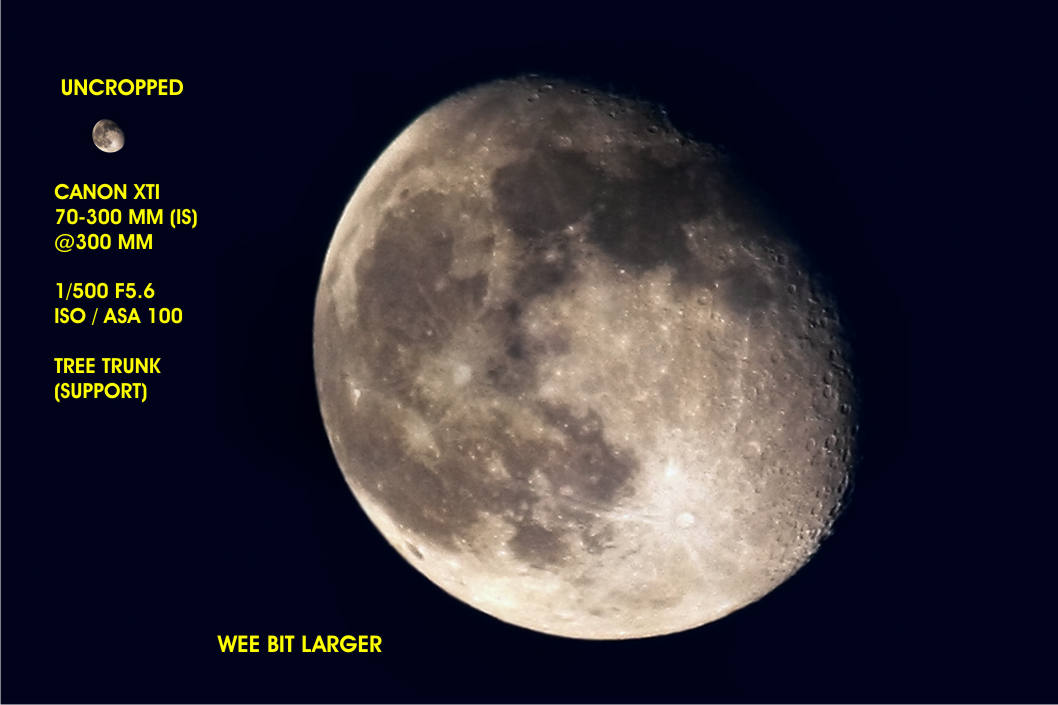 UNCROPPED
CANON XTI
70-300 MM (IS)
@300 MM
1/500 F5.6
ISO / ASA 100
TREE TRUNK
(SUPPORT)
WEE BIT LARGER